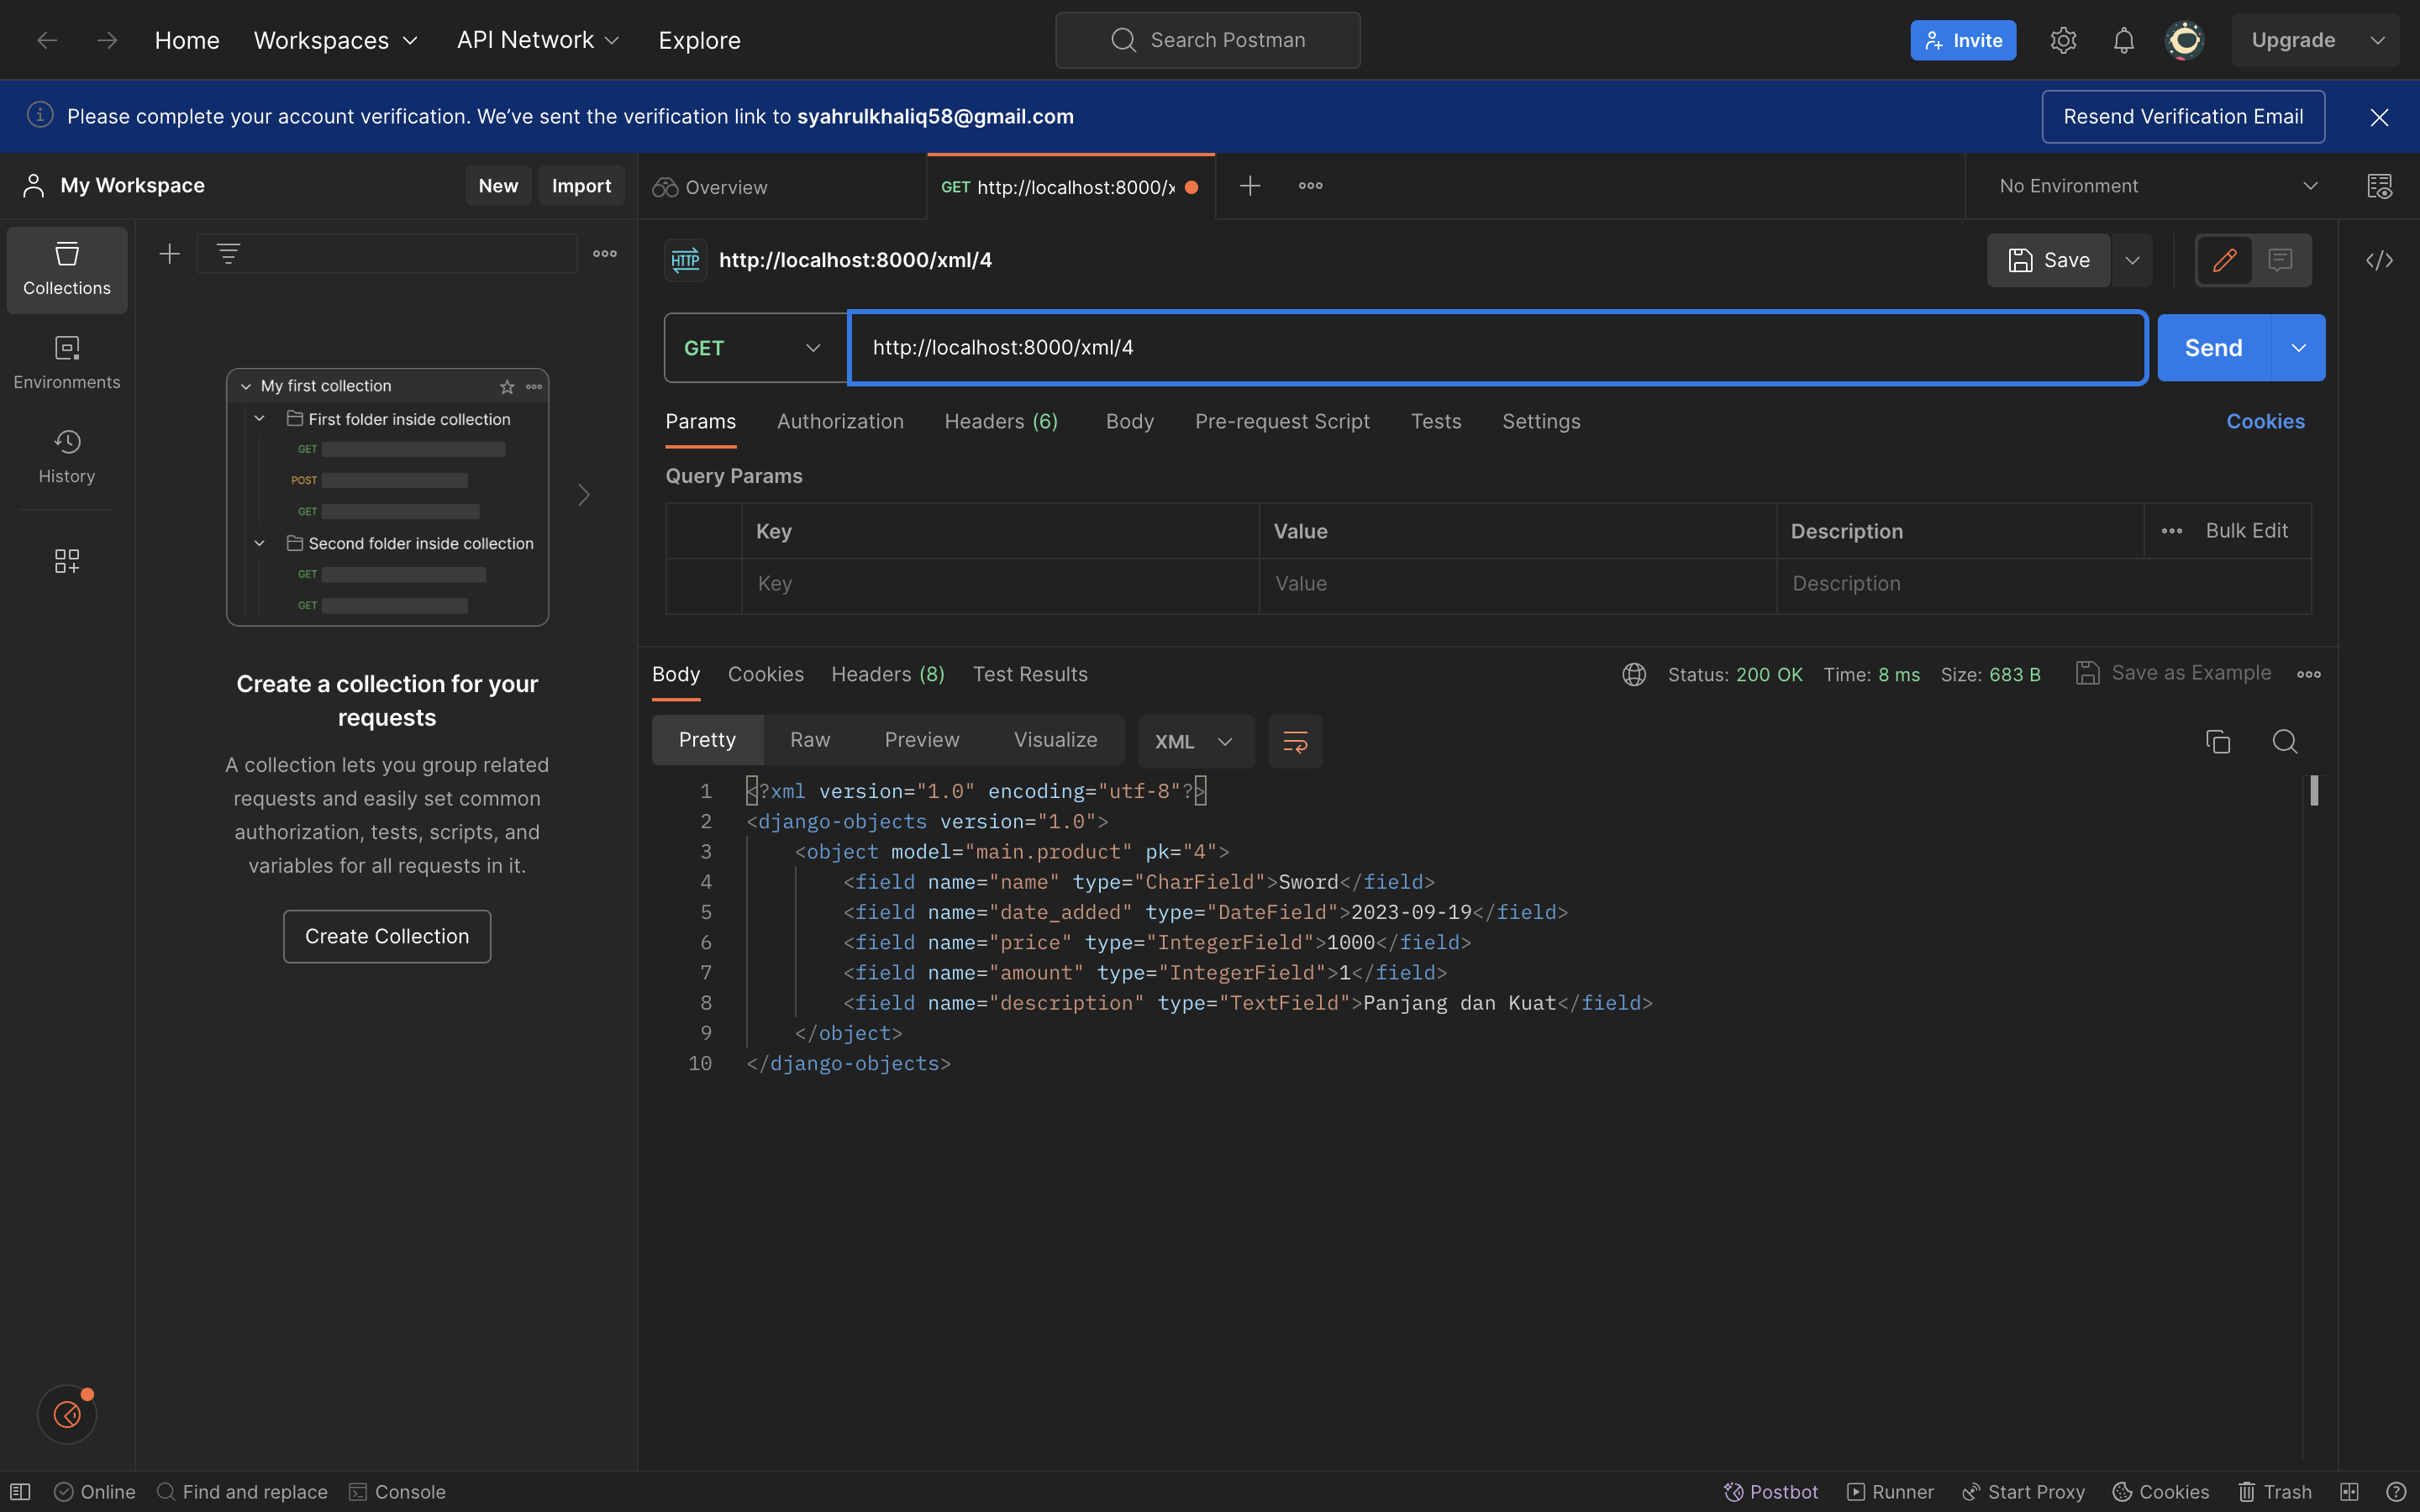 Home Workspaces API Network Explore Search Postman Invite Upgrade
Please complete your account verification. We’ve sent the verification link to syahrulkhaliq58@gmail.com Resend Verification Email
My Workspace New Import Overview GET http://localhost:8000/x No Environment
Collections
Environments
History
My first collection
First folder inside collection
GET
POST
GET
Second folder inside collection
GET
GET
Create a collection for your
requests
A collection lets you group related
requests and easily set common
authorization, tests, scripts, and
variables for all requests in it.
Create Collection
HTTP http://localhost:8000/xml/4 Save
GET http://localhost:8000/xml/4 Send
Params Authorization Headers (6) Body Pre-request Script Tests Settings Cookies
Query Params
Key Value Description Bulk Edit
Key Value Description
Body Cookies Headers (8) Test Results Status: 200 OK Time: 8 ms Size: 683 B Save as Example
Pretty Raw Preview Visualize XML
1 <?xml version="1.0" encoding="utf-8"?>
2 <django-objects version="1.0">
3 <object model="main.product" pk="4">
4 <field name="name" type="CharField">Sword</field>
5 <field name="date_added" type="DateField">2023-09-19</field>
6 <field name="price" type="IntegerField">1000</field>
7 <field name="amount" type="IntegerField">1</field>
8 <field name="description" type="TextField">Panjang dan Kuat</field>
9 </object>
10 </django-objects>
Online Find and replace Console Postbot Runner Start Proxy Cookies Trash